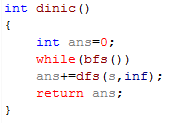 int dinic()
{
    int ans=0;
    while(bfs())
    ans+=dfs(s,inf);
    return ans;
}